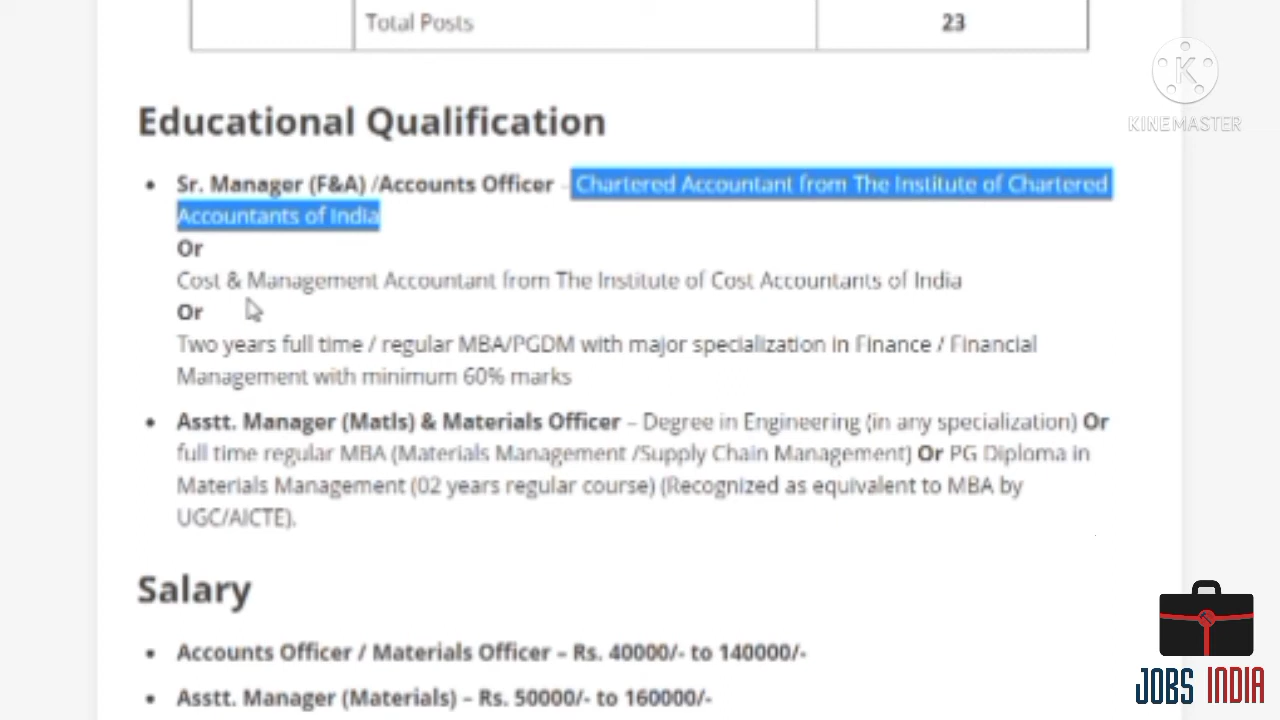 Total Posts 23
Educational Qualification
KINEMASTER
• Sr. Manager (F&A) /Accounts Officer – Chartered Accountant from The Institute of Chartered
Accountants of India
Or
Cost & Management Accountant from The Institute of Cost Accountants of India
Or
Two years full time / regular MBA/PGDM with major specialization in Finance / Financial
Management with minimum 60% marks
• Asstt. Manager (Matls) & Materials Officer – Degree in Engineering (in any specialization) Or
full time regular MBA (Materials Management /Supply Chain Management] Or PG Diploma in
Materials Management (02 years regular course) (Recognized as equivalent to MBA by
UGC/AICTE).
Salary
• Accounts Officer / Materials Officer – Rs. 40000/- to 140000/-
• Asstt. Manager (Materials) – Rs. 50000/- to 160000/-
JOBS INDIA